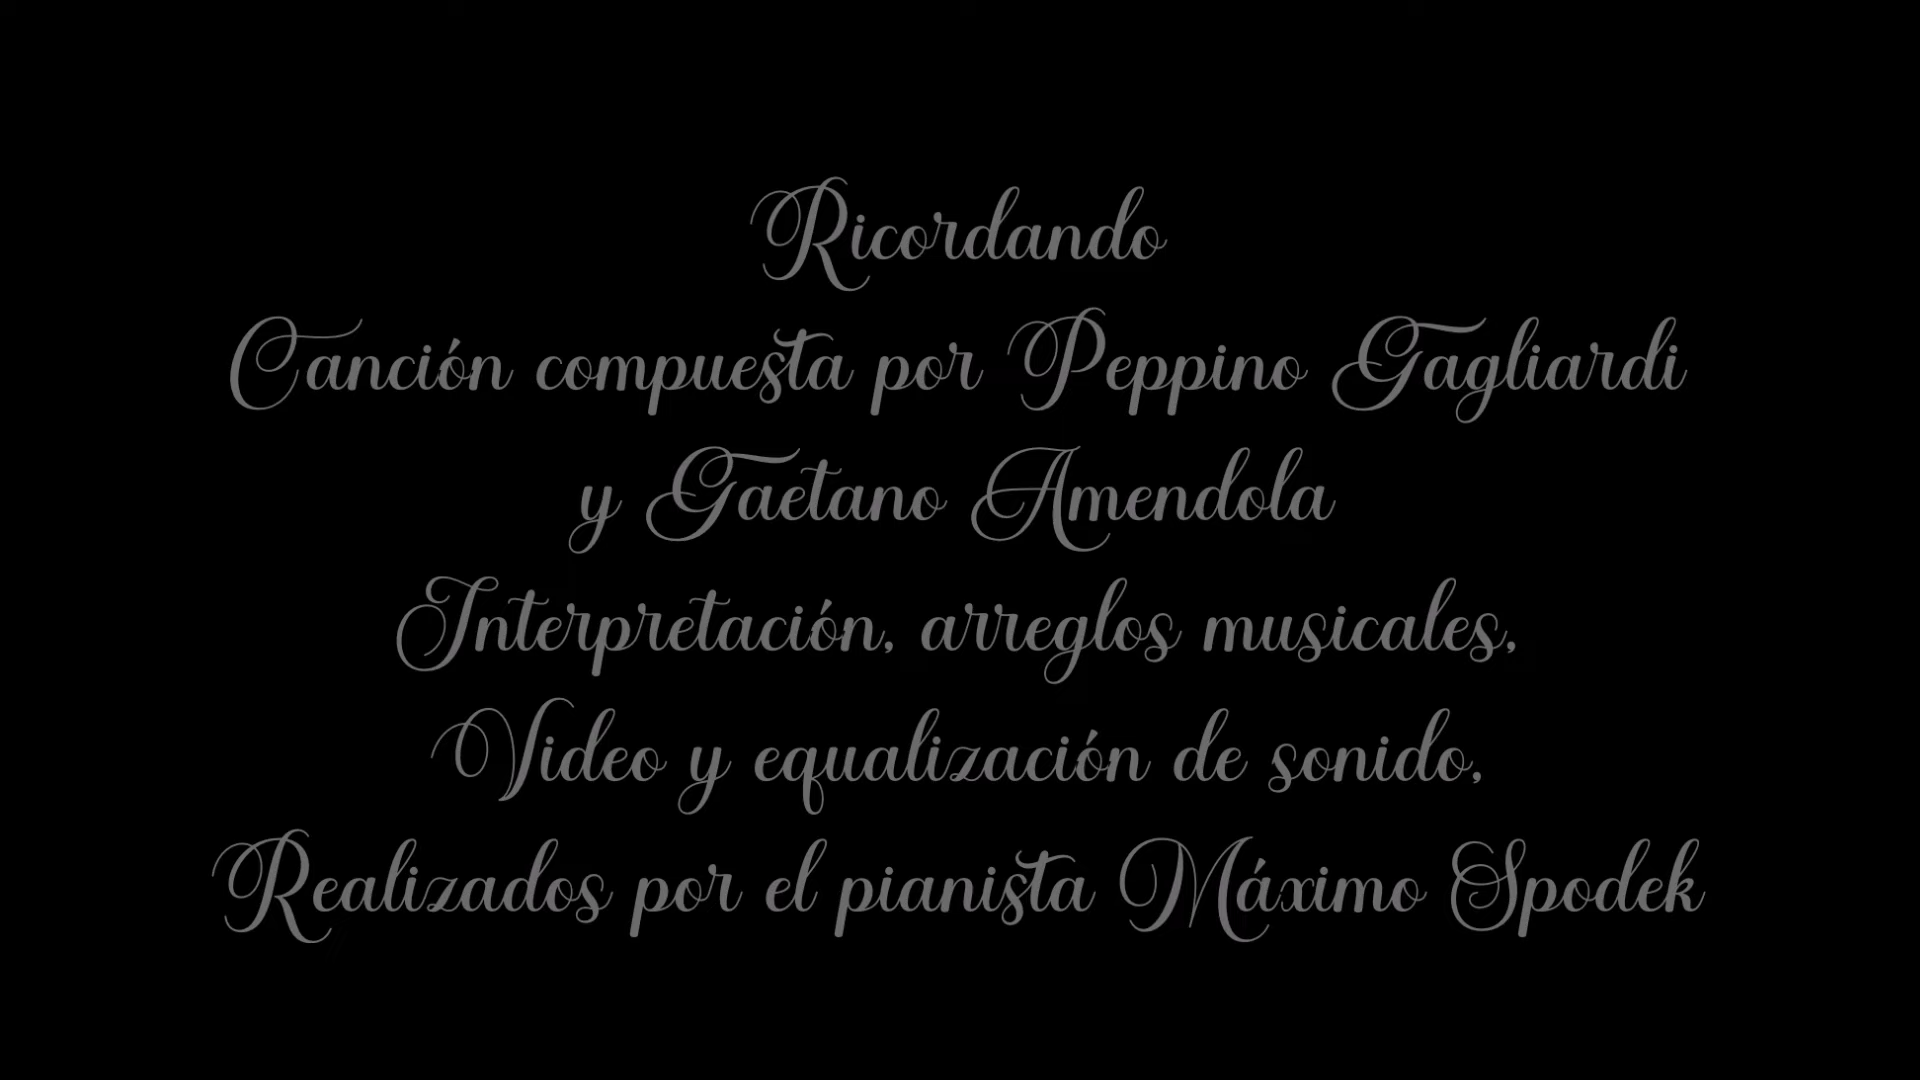 Ricordando
Canción compuesta por Peppino Gagliardi
y Gaetano Amendola
Interpretación, arreglos musicales,
Video y equalización de sonido,
Realizados por el pianista Máximo Spodek